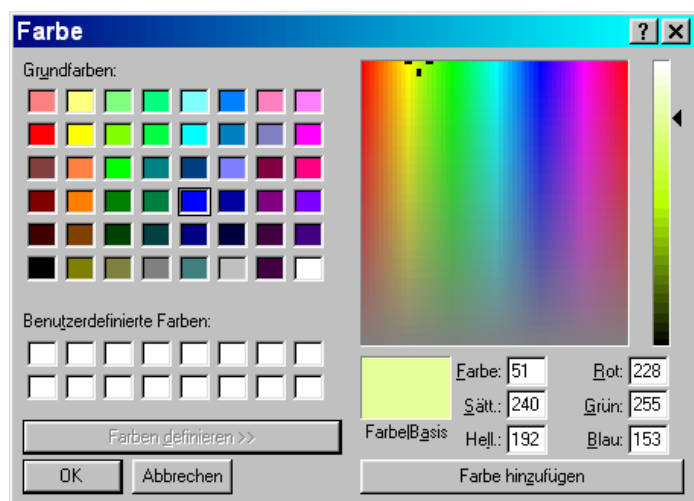 Farbe
Grundfarben:
Benutzerdefinierte Farben:
Farben definieren >>
OK Abbrechen
Farbe|Basis
Farbe: 51 Rot: 228
Sätt.: 240 Grün: 255
Hell.: 192 Blau: 153
Farbe hinzufügen